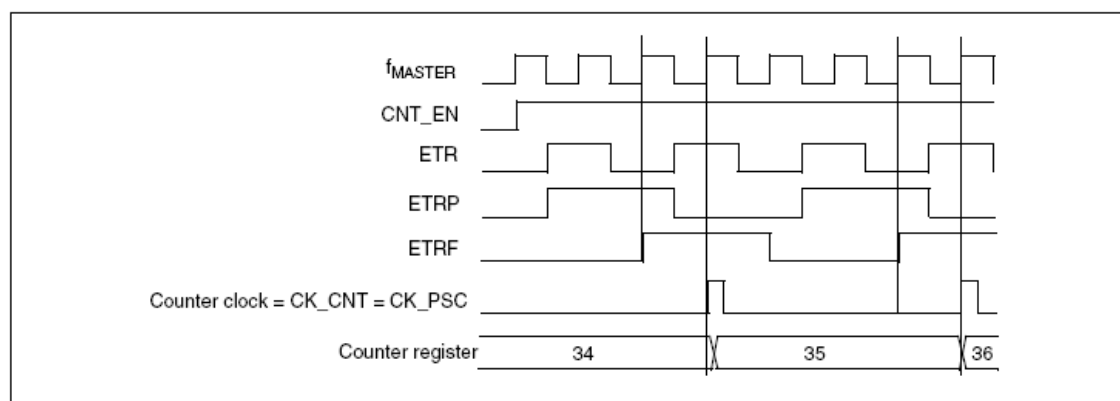 fMASTER
CNT_EN
ETR
ETRP
ETRF
Counter clock = CK_CNT = CK_PSC
Counter register 34 35 36